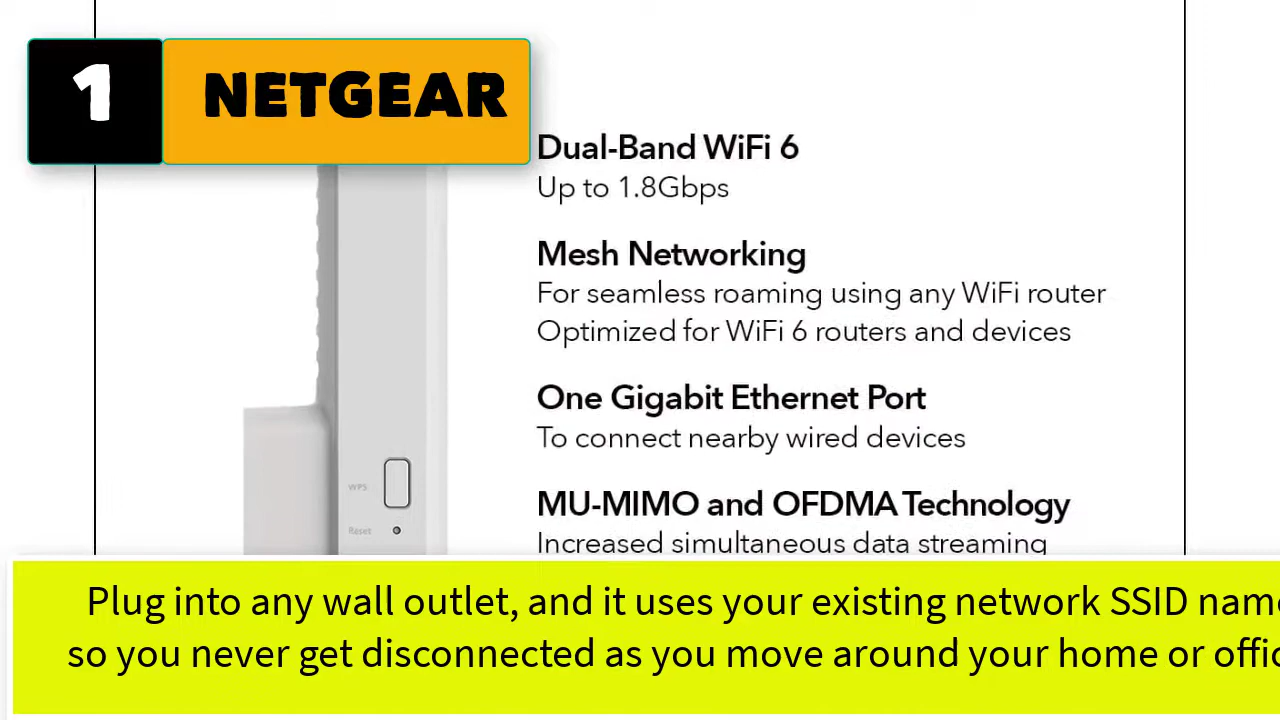 1 NETGEAR
Dual-Band WiFi 6
Up to 1.8Gbps
Mesh Networking
For seamless roaming using any WiFi router
Optimized for WiFi 6 routers and devices
One Gigabit Ethernet Port
To connect nearby wired devices
MU-MIMO and OFDMA Technology
Increased simultaneous data streaming
WPS
Reset
Plug into any wall outlet, and it uses your existing network SSID name
so you never get disconnected as you move around your home or